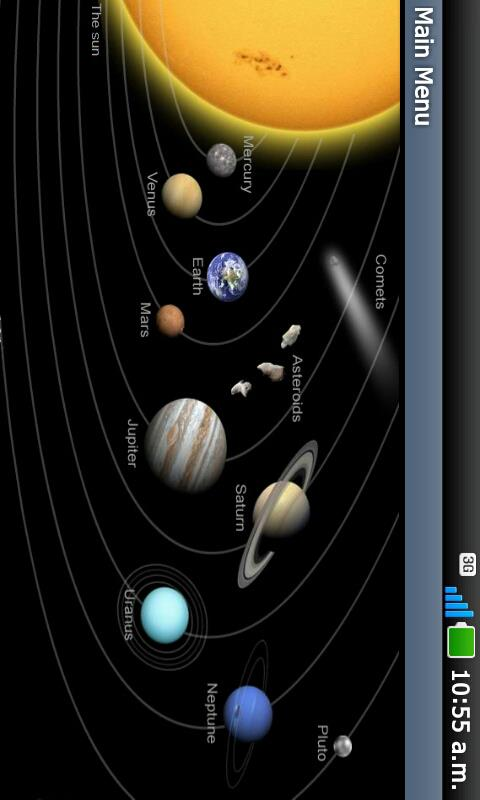 3G 10:55 a.m.
Main Menu
The sun
Mercury
Venus
Earth
Mars
Comets
Asteroids
Jupiter
Saturn
Uranus
Neptune
Pluto